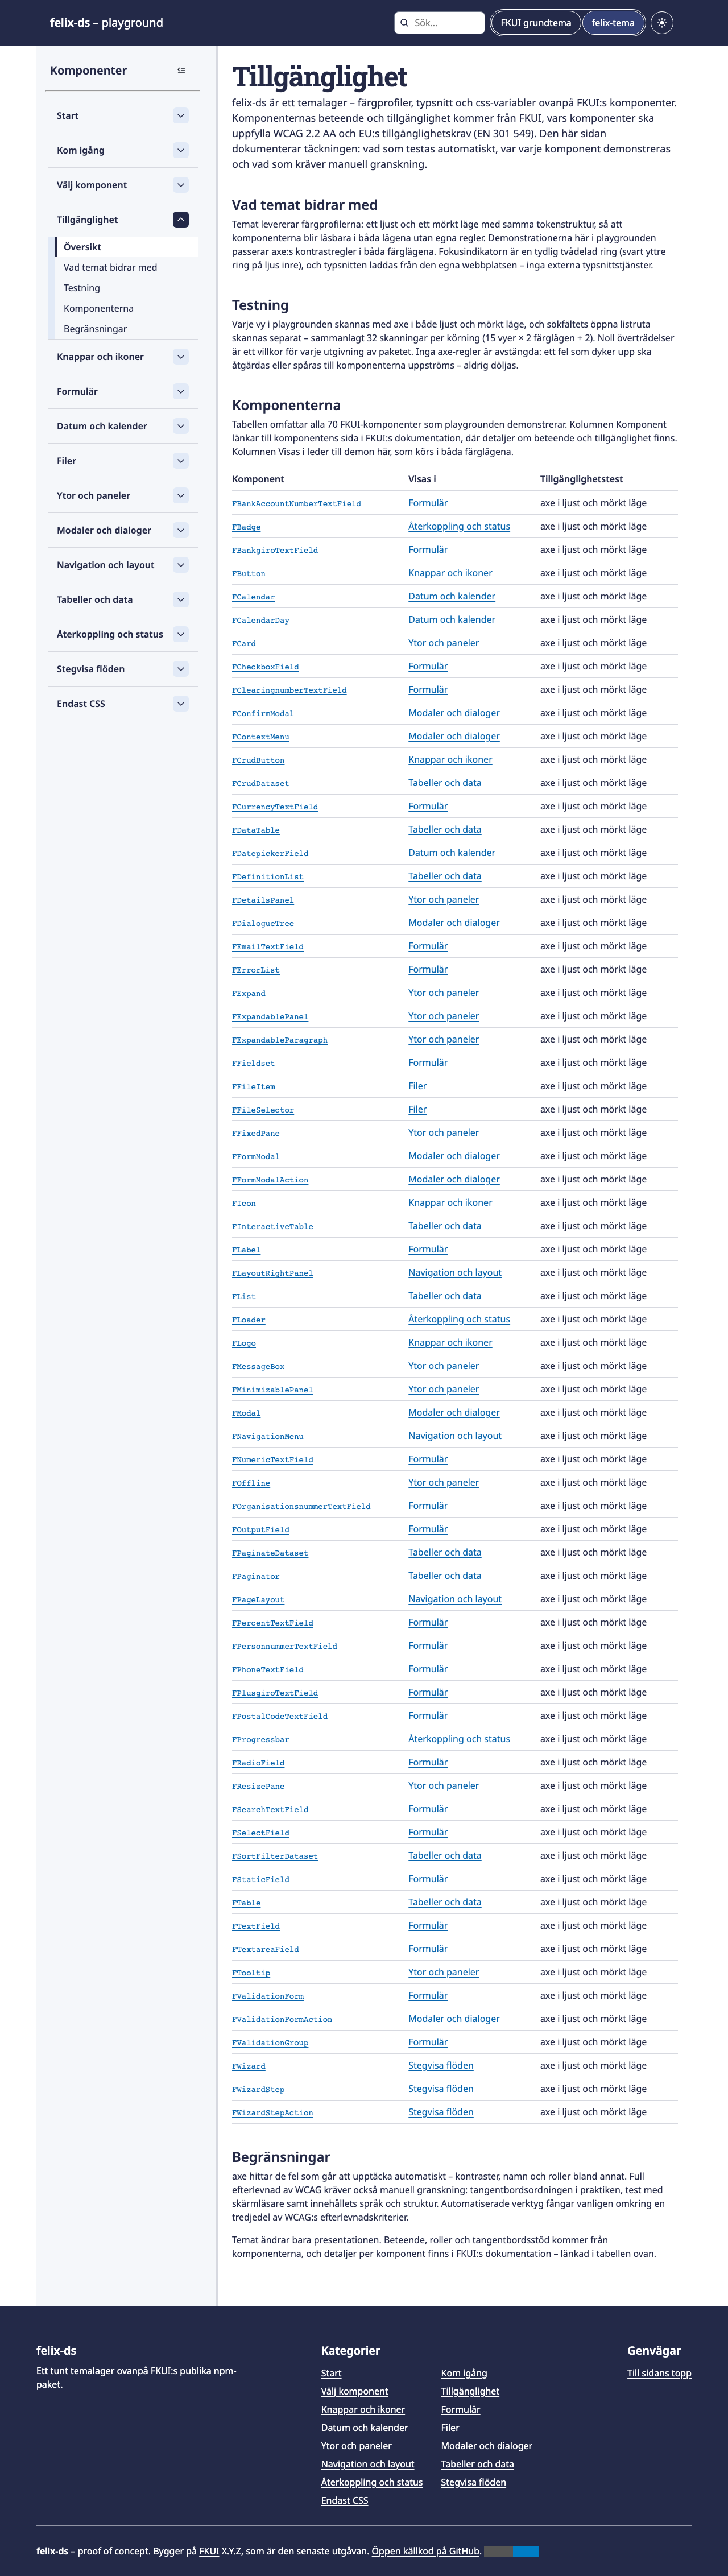 felix-ds – playground
Sök...
FKUI grundtema
felix-tema
Komponenter
Start
Kom igång
Välj komponent
Tillgänglighet
Översikt
Vad temat bidrar med
Testning
Komponenterna
Begränsningar
Knappar och ikoner
Formulär
Datum och kalender
Filer
Ytor och paneler
Modaler och dialoger
Navigation och layout
Tabeller och data
Återkoppling och status
Stegvisa flöden
Endast CSS
Tillgänglighet
felix-ds är ett temalager – färgprofiler, typsnitt och css-variabler ovanpå FKUI:s komponenter.
Komponenternas beteende och inbyggda tillgänglighet kommer från FKUI, vars komponenter ska
uppfylla WCAG 2.2 AA och EU:s tillgänglighetskrav (EN 301 549). Den här sidan
dokumenterar täckningen: vad som testas automatiskt, var varje komponent demonstreras
och vad som kräver manuell granskning.
Vad temat bidrar med
Temat levererar färgprofilerna: ett ljust och ett mörkt läge med samma tokenstruktur, så att
komponenterna blir läsbara i båda lägena utan egna regler. Demonstrationerna här i playgrounden
passerar axe:s kontrastregler i båda färglägena. Fokusindikatorn är en tydlig tvådelad ring (svart yttre
ring på ljus inre), och typsnitten laddas från den egna webbplatsen – inga externa typsnittstjänster.
Testning
Varje vy i playgrounden skannas med axe i både ljust och mörkt läge, och sökfältets öppna listruta
skannas separat – sammanlagt 32 skanningar per körning (15 vyer × 2 färglägen + 2). Noll överträdelser
är ett villkor för varje utgivning av paketet. Inga axe-regler är avstängda: ett fel som dyker upp ska
åtgärdas eller spåras till komponenterna uppströms – aldrig döljas.
Komponenterna
Tabellen omfattar alla 70 FKUI-komponenter som playgrounden demonstrerar. Kolumnen Komponent
länkar till komponentens sida i FKUI:s dokumentation, där detaljer om beteende och tillgänglighet finns.
Kolumnen Visas i leder till demon här, som körs i båda färglägena.
Komponent Visas i Tillgänglighetstest
FBankAccountNumberTextField Formulär axe i ljust och mörkt läge
FBadge Återkoppling och status axe i ljust och mörkt läge
FBankgiroTextField Formulär axe i ljust och mörkt läge
FButton Knappar och ikoner axe i ljust och mörkt läge
FCalendar Datum och kalender axe i ljust och mörkt läge
FCalendarDay Datum och kalender axe i ljust och mörkt läge
FCard Ytor och paneler axe i ljust och mörkt läge
FCheckboxField Formulär axe i ljust och mörkt läge
FClearingnumberTextField Formulär axe i ljust och mörkt läge
FConfirmModal Modaler och dialoger axe i ljust och mörkt läge
FContextMenu Modaler och dialoger axe i ljust och mörkt läge
FCrudButton Knappar och ikoner axe i ljust och mörkt läge
FCrudDataset Tabeller och data axe i ljust och mörkt läge
FCurrencyTextField Formulär axe i ljust och mörkt läge
FDataTable Tabeller och data axe i ljust och mörkt läge
FDatepickerField Datum och kalender axe i ljust och mörkt läge
FDefinitionList Tabeller och data axe i ljust och mörkt läge
FDetailsPanel Ytor och paneler axe i ljust och mörkt läge
FDialogueTree Modaler och dialoger axe i ljust och mörkt läge
FEmailTextField Formulär axe i ljust och mörkt läge
FErrorList Formulär axe i ljust och mörkt läge
FExpand Ytor och paneler axe i ljust och mörkt läge
FExpandablePanel Ytor och paneler axe i ljust och mörkt läge
FExpandableParagraph Ytor och paneler axe i ljust och mörkt läge
FFieldset Formulär axe i ljust och mörkt läge
FFileItem Filer axe i ljust och mörkt läge
FFileSelector Filer axe i ljust och mörkt läge
FFixedPane Ytor och paneler axe i ljust och mörkt läge
FFormModal Modaler och dialoger axe i ljust och mörkt läge
FFormModalAction Modaler och dialoger axe i ljust och mörkt läge
FIcon Knappar och ikoner axe i ljust och mörkt läge
FInteractiveTable Tabeller och data axe i ljust och mörkt läge
FLabel Formulär axe i ljust och mörkt läge
FLayoutRightPanel Navigation och layout axe i ljust och mörkt läge
FList Tabeller och data axe i ljust och mörkt läge
FLoader Återkoppling och status axe i ljust och mörkt läge
FLogo Knappar och ikoner axe i ljust och mörkt läge
FMessageBox Ytor och paneler axe i ljust och mörkt läge
FMinimizablePanel Ytor och paneler axe i ljust och mörkt läge
FModal Modaler och dialoger axe i ljust och mörkt läge
FNavigationMenu Navigation och layout axe i ljust och mörkt läge
FNumericTextField Formulär axe i ljust och mörkt läge
FOffline Ytor och paneler axe i ljust och mörkt läge
FOrganisationsnummerTextField Formulär axe i ljust och mörkt läge
FOutputField Formulär axe i ljust och mörkt läge
FPaginateDataset Tabeller och data axe i ljust och mörkt läge
FPaginator Tabeller och data axe i ljust och mörkt läge
FPageLayout Navigation och layout axe i ljust och mörkt läge
FPercentTextField Formulär axe i ljust och mörkt läge
FPersonnummerTextField Formulär axe i ljust och mörkt läge
FPhoneTextField Formulär axe i ljust och mörkt läge
FPlusgiroTextField Formulär axe i ljust och mörkt läge
FPostalCodeTextField Formulär axe i ljust och mörkt läge
FProgressbar Återkoppling och status axe i ljust och mörkt läge
FRadioField Formulär axe i ljust och mörkt läge
FResizePane Ytor och paneler axe i ljust och mörkt läge
FSearchTextField Formulär axe i ljust och mörkt läge
FSelectField Formulär axe i ljust och mörkt läge
FSortFilterDataset Tabeller och data axe i ljust och mörkt läge
FStaticField Formulär axe i ljust och mörkt läge
FTable Tabeller och data axe i ljust och mörkt läge
FTextField Formulär axe i ljust och mörkt läge
FTextareaField Formulär axe i ljust och mörkt läge
FTooltip Ytor och paneler axe i ljust och mörkt läge
FValidationForm Formulär axe i ljust och mörkt läge
FValidationFormAction Modaler och dialoger axe i ljust och mörkt läge
FValidationGroup Formulär axe i ljust och mörkt läge
FWizard Stegvisa flöden axe i ljust och mörkt läge
FWizardStep Stegvisa flöden axe i ljust och mörkt läge
FWizardStepAction Stegvisa flöden axe i ljust och mörkt läge
Begränsningar
axe hittar de fel som går att upptäcka automatiskt – kontraster, namn och roller bland annat. Full
efterlevnad av WCAG kräver också manuell granskning: tangentbordsordningen i praktiken, test med
skärmläsare samt innehållets språk och struktur. Automatiserade verktyg fångar vanligen omkring en
tredjedel av WCAG:s efterlevnadskriterier.
Temat ändrar bara presentationen. Beteende, roller och tangentbordsstöd kommer från
komponenterna, och detaljer per komponent finns i FKUI:s dokumentation – länkad i tabellen ovan.
felix-ds
Ett tunt temalager ovanpå FKUI:s publika npm-
paket.
Kategorier
Start Kom igång
Välj komponent Tillgänglighet
Knappar och ikoner Formulär
Datum och kalender Filer
Ytor och paneler Modaler och dialoger
Navigation och layout Tabeller och data
Återkoppling och status Stegvisa flöden
Endast CSS
Genvägar
Till sidans topp
felix-ds – proof of concept. Bygger på FKUI X.Y.Z, som är den senaste utgåvan. Öppen källkod på GitHub.